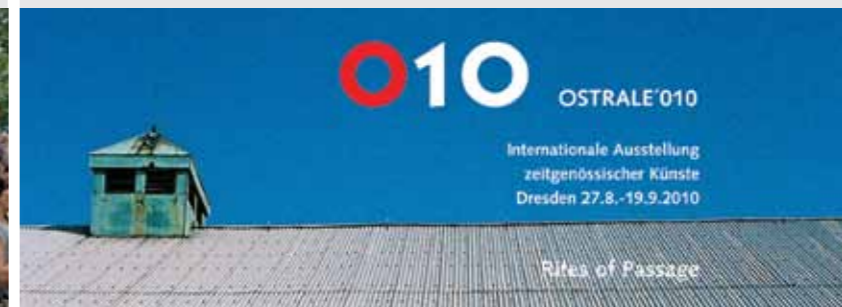 010
OSTRALE´010
Internationale Ausstellung
zeitgenössischer Künste
Dresden 27.8.-19.9.2010
Rites of Passage